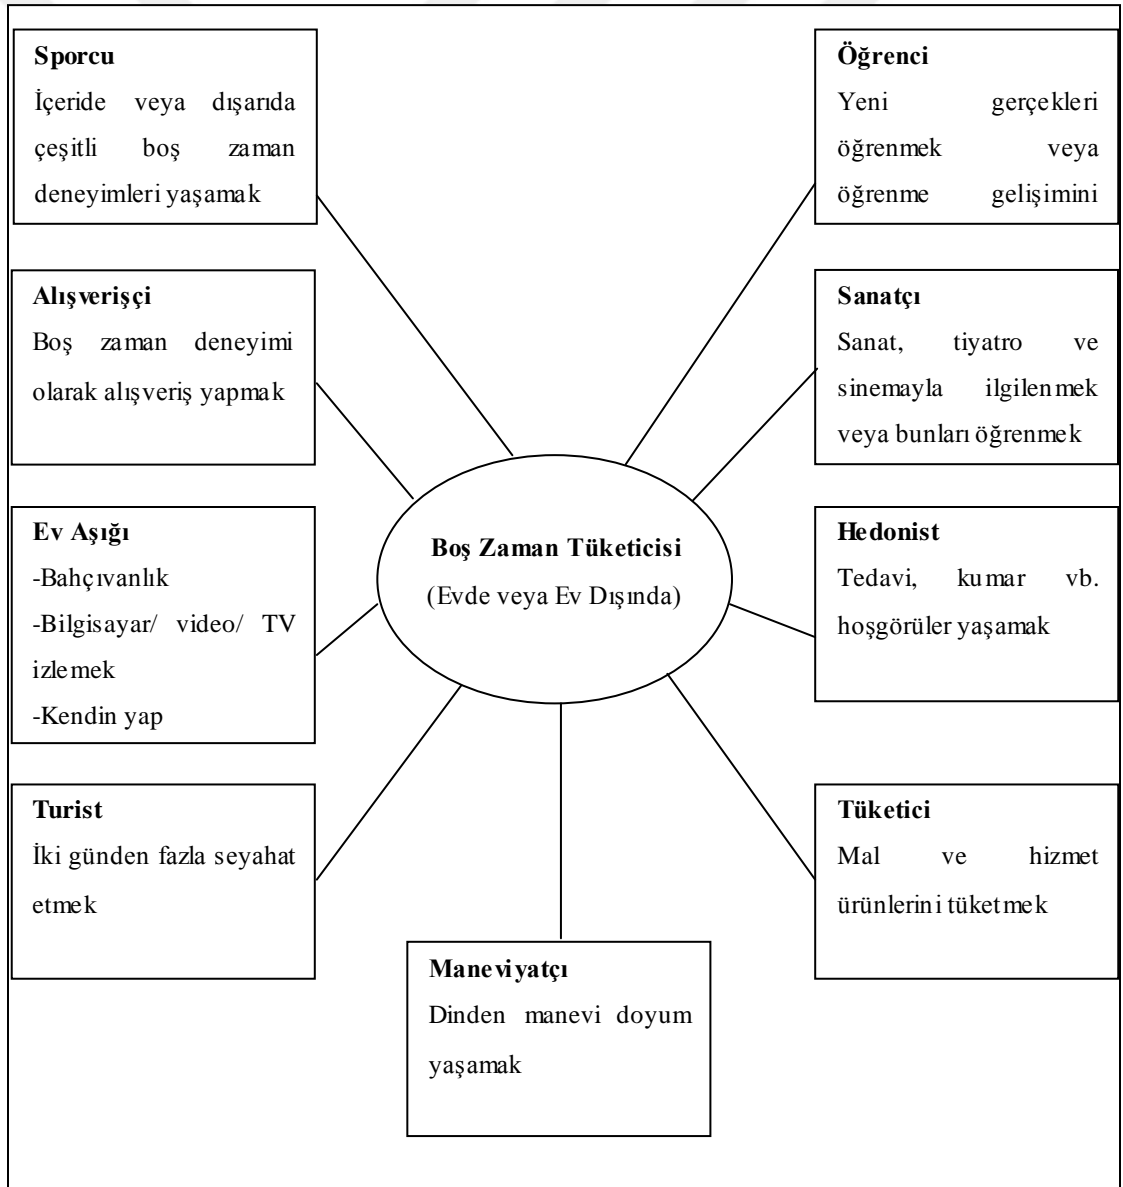 Sporcu
İçeride veya dışarıda
çeşitli boş zaman
deneyimleri yaşamak
Öğrenci
Yeni gerçekleri
öğrenmek veya
öğrenme gelişimini
Alışverişçi
Boş zaman deneyimi
olarak alışveriş yapmak
Sanatçı
Sanat, tiyatro ve
sinemayla ilgilenmek
veya bunları öğrenmek
Ev Aşığı
-Bahçıvanlık
-Bilgisayar/ video/ TV
izlemek
-Kendin yap
Boş Zaman Tüketicisi
(Evde veya Ev Dışında)
Hedonist
Tedavi, kumar vb.
hoşgörüler yaşamak
Turist
İki günden fazla seyahat
etmek
Tüketici
Mal ve hizmet
ürünlerini tüketmek
Maneviyatçı
Dinden manevi doyum
yaşamak